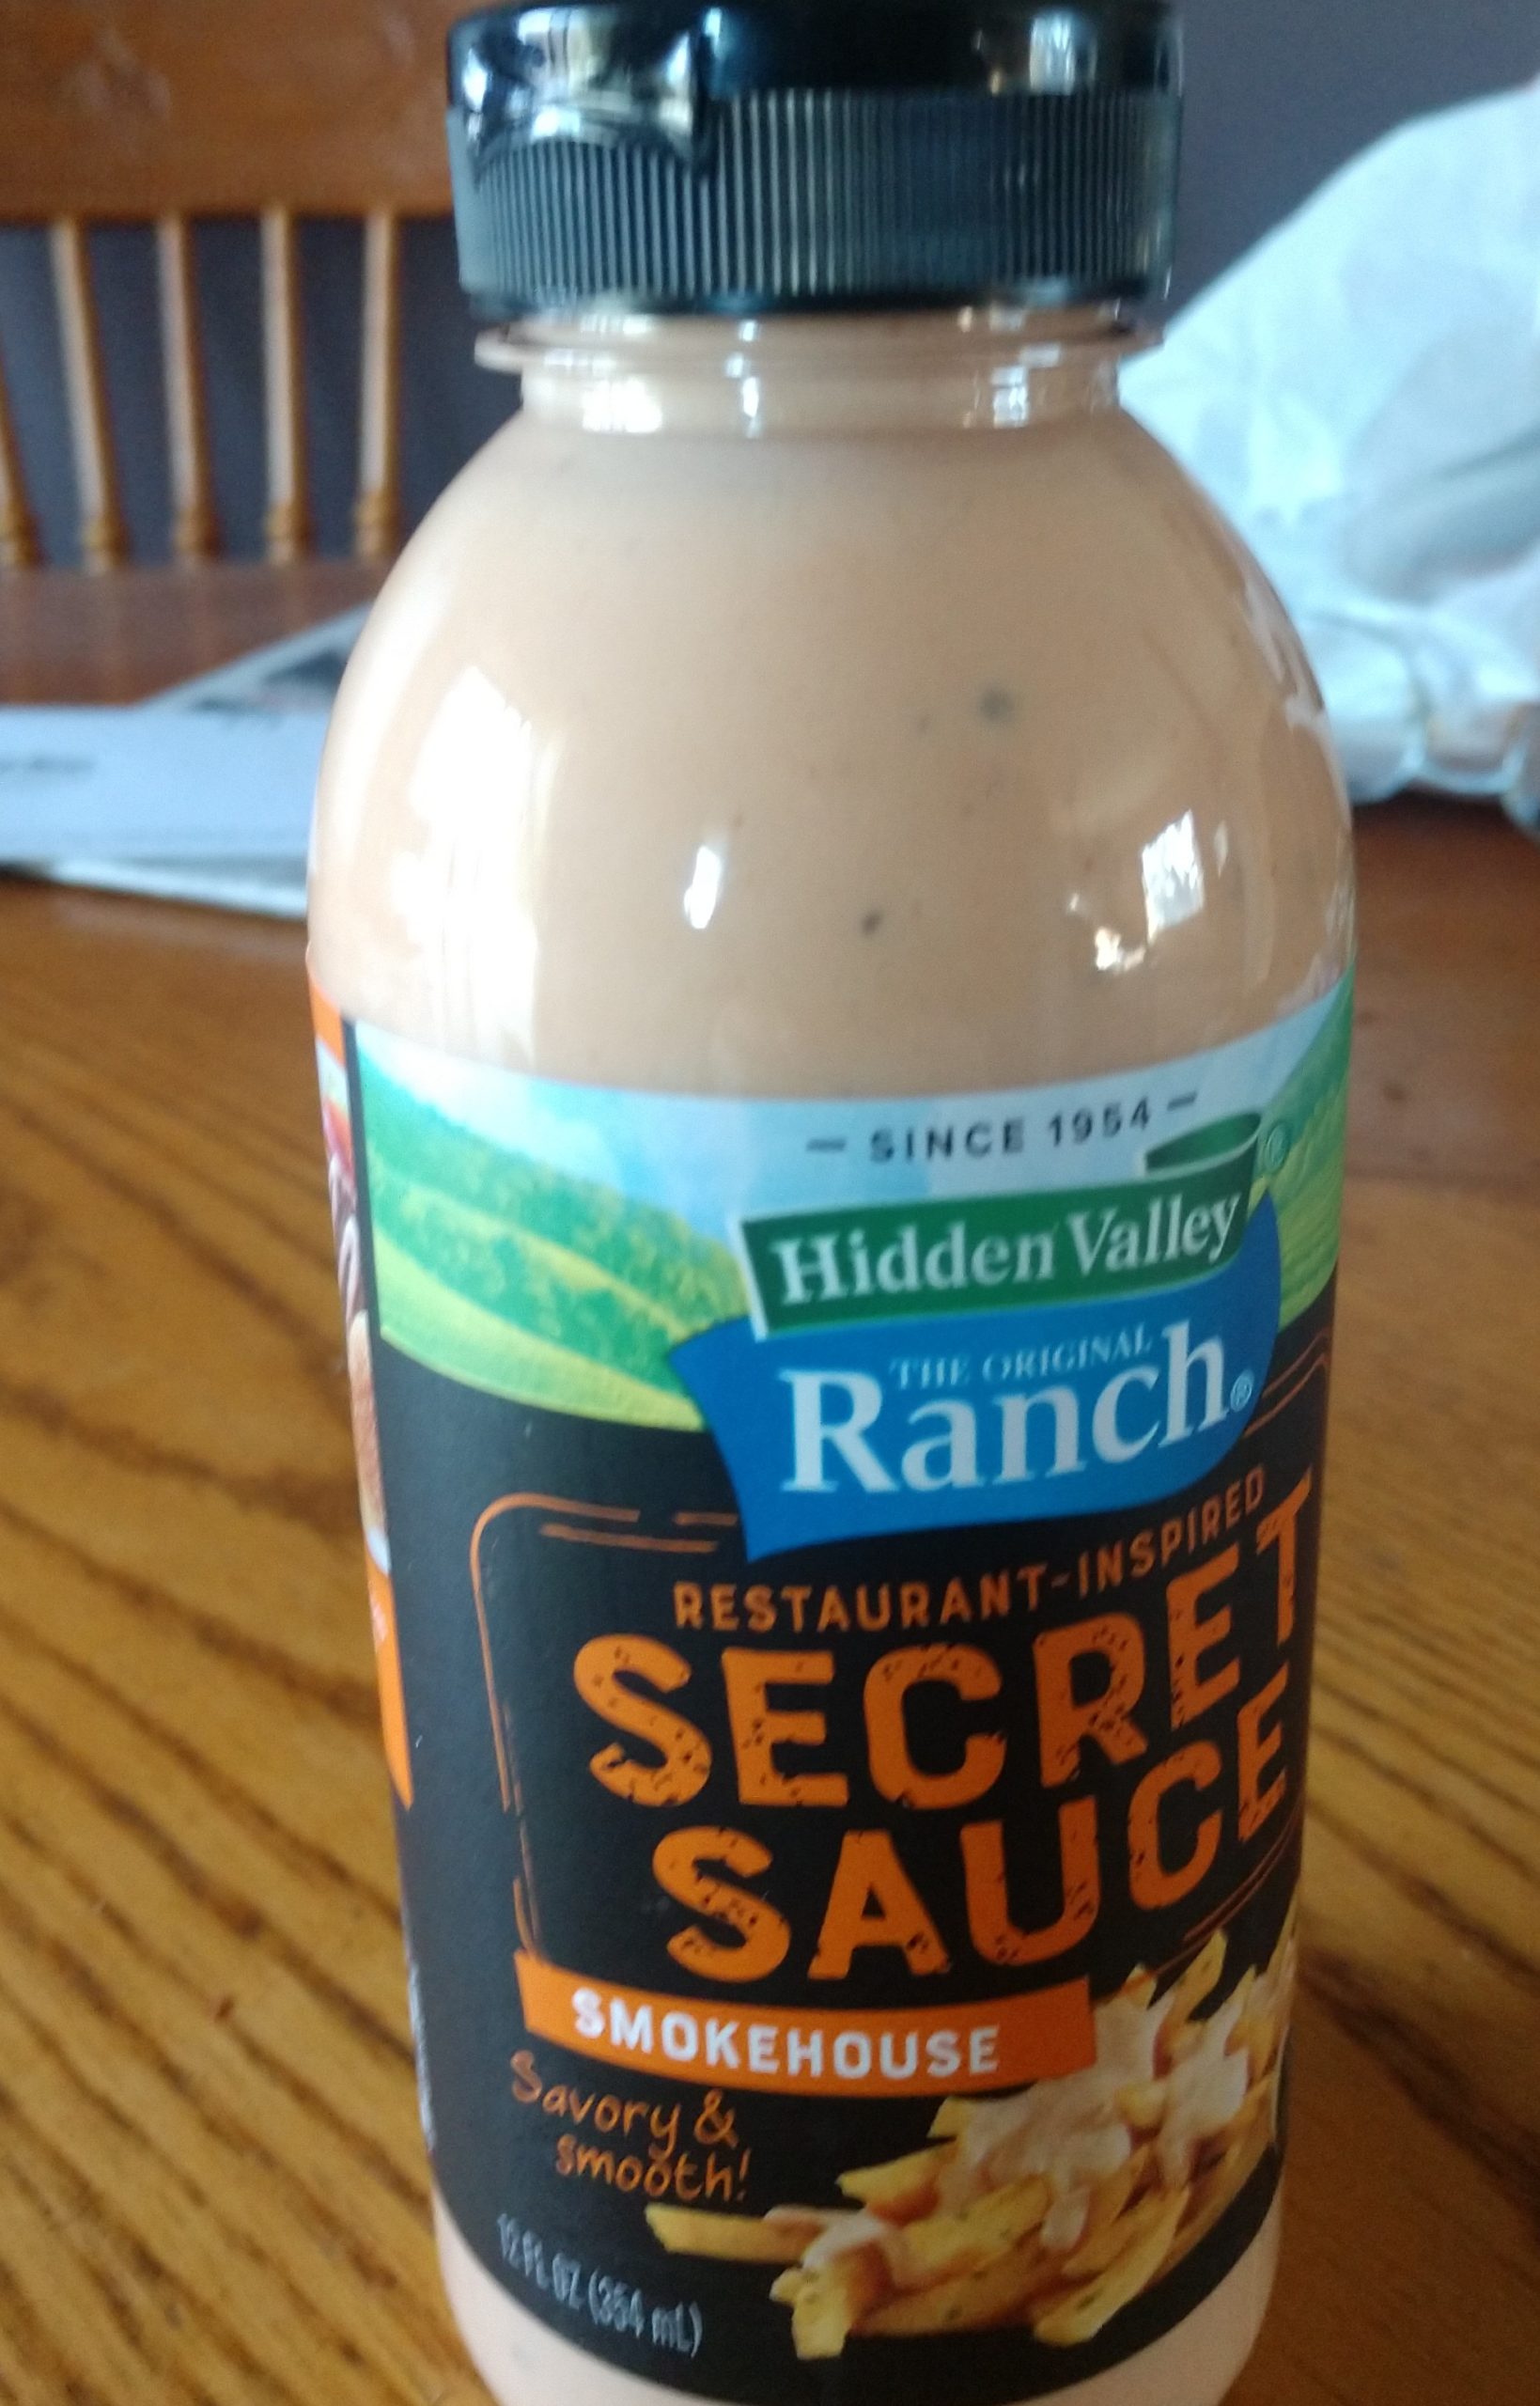 — SINCE 1954 —
Hidden Valley ®
THE ORIGINAL
Ranch®
RESTAURANT-INSPIRED
SECRET
SAUCE
SMOKEHOUSE
Savory &
smooth!
12 FL OZ (354 mL)